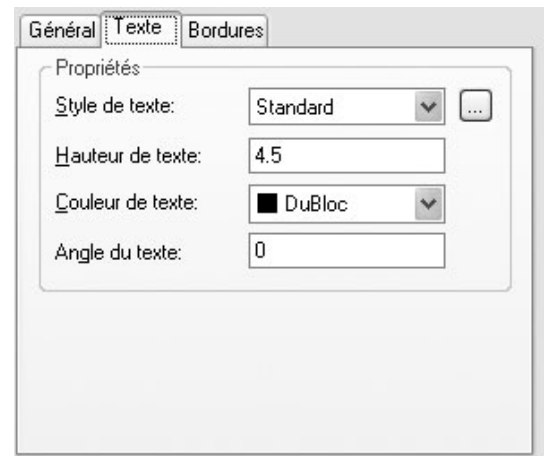 Général Texte Bordures
Propriétés
Style de texte: Standard ...
Hauteur de texte: 4.5
Couleur de texte: DuBloc
Angle du texte: 0